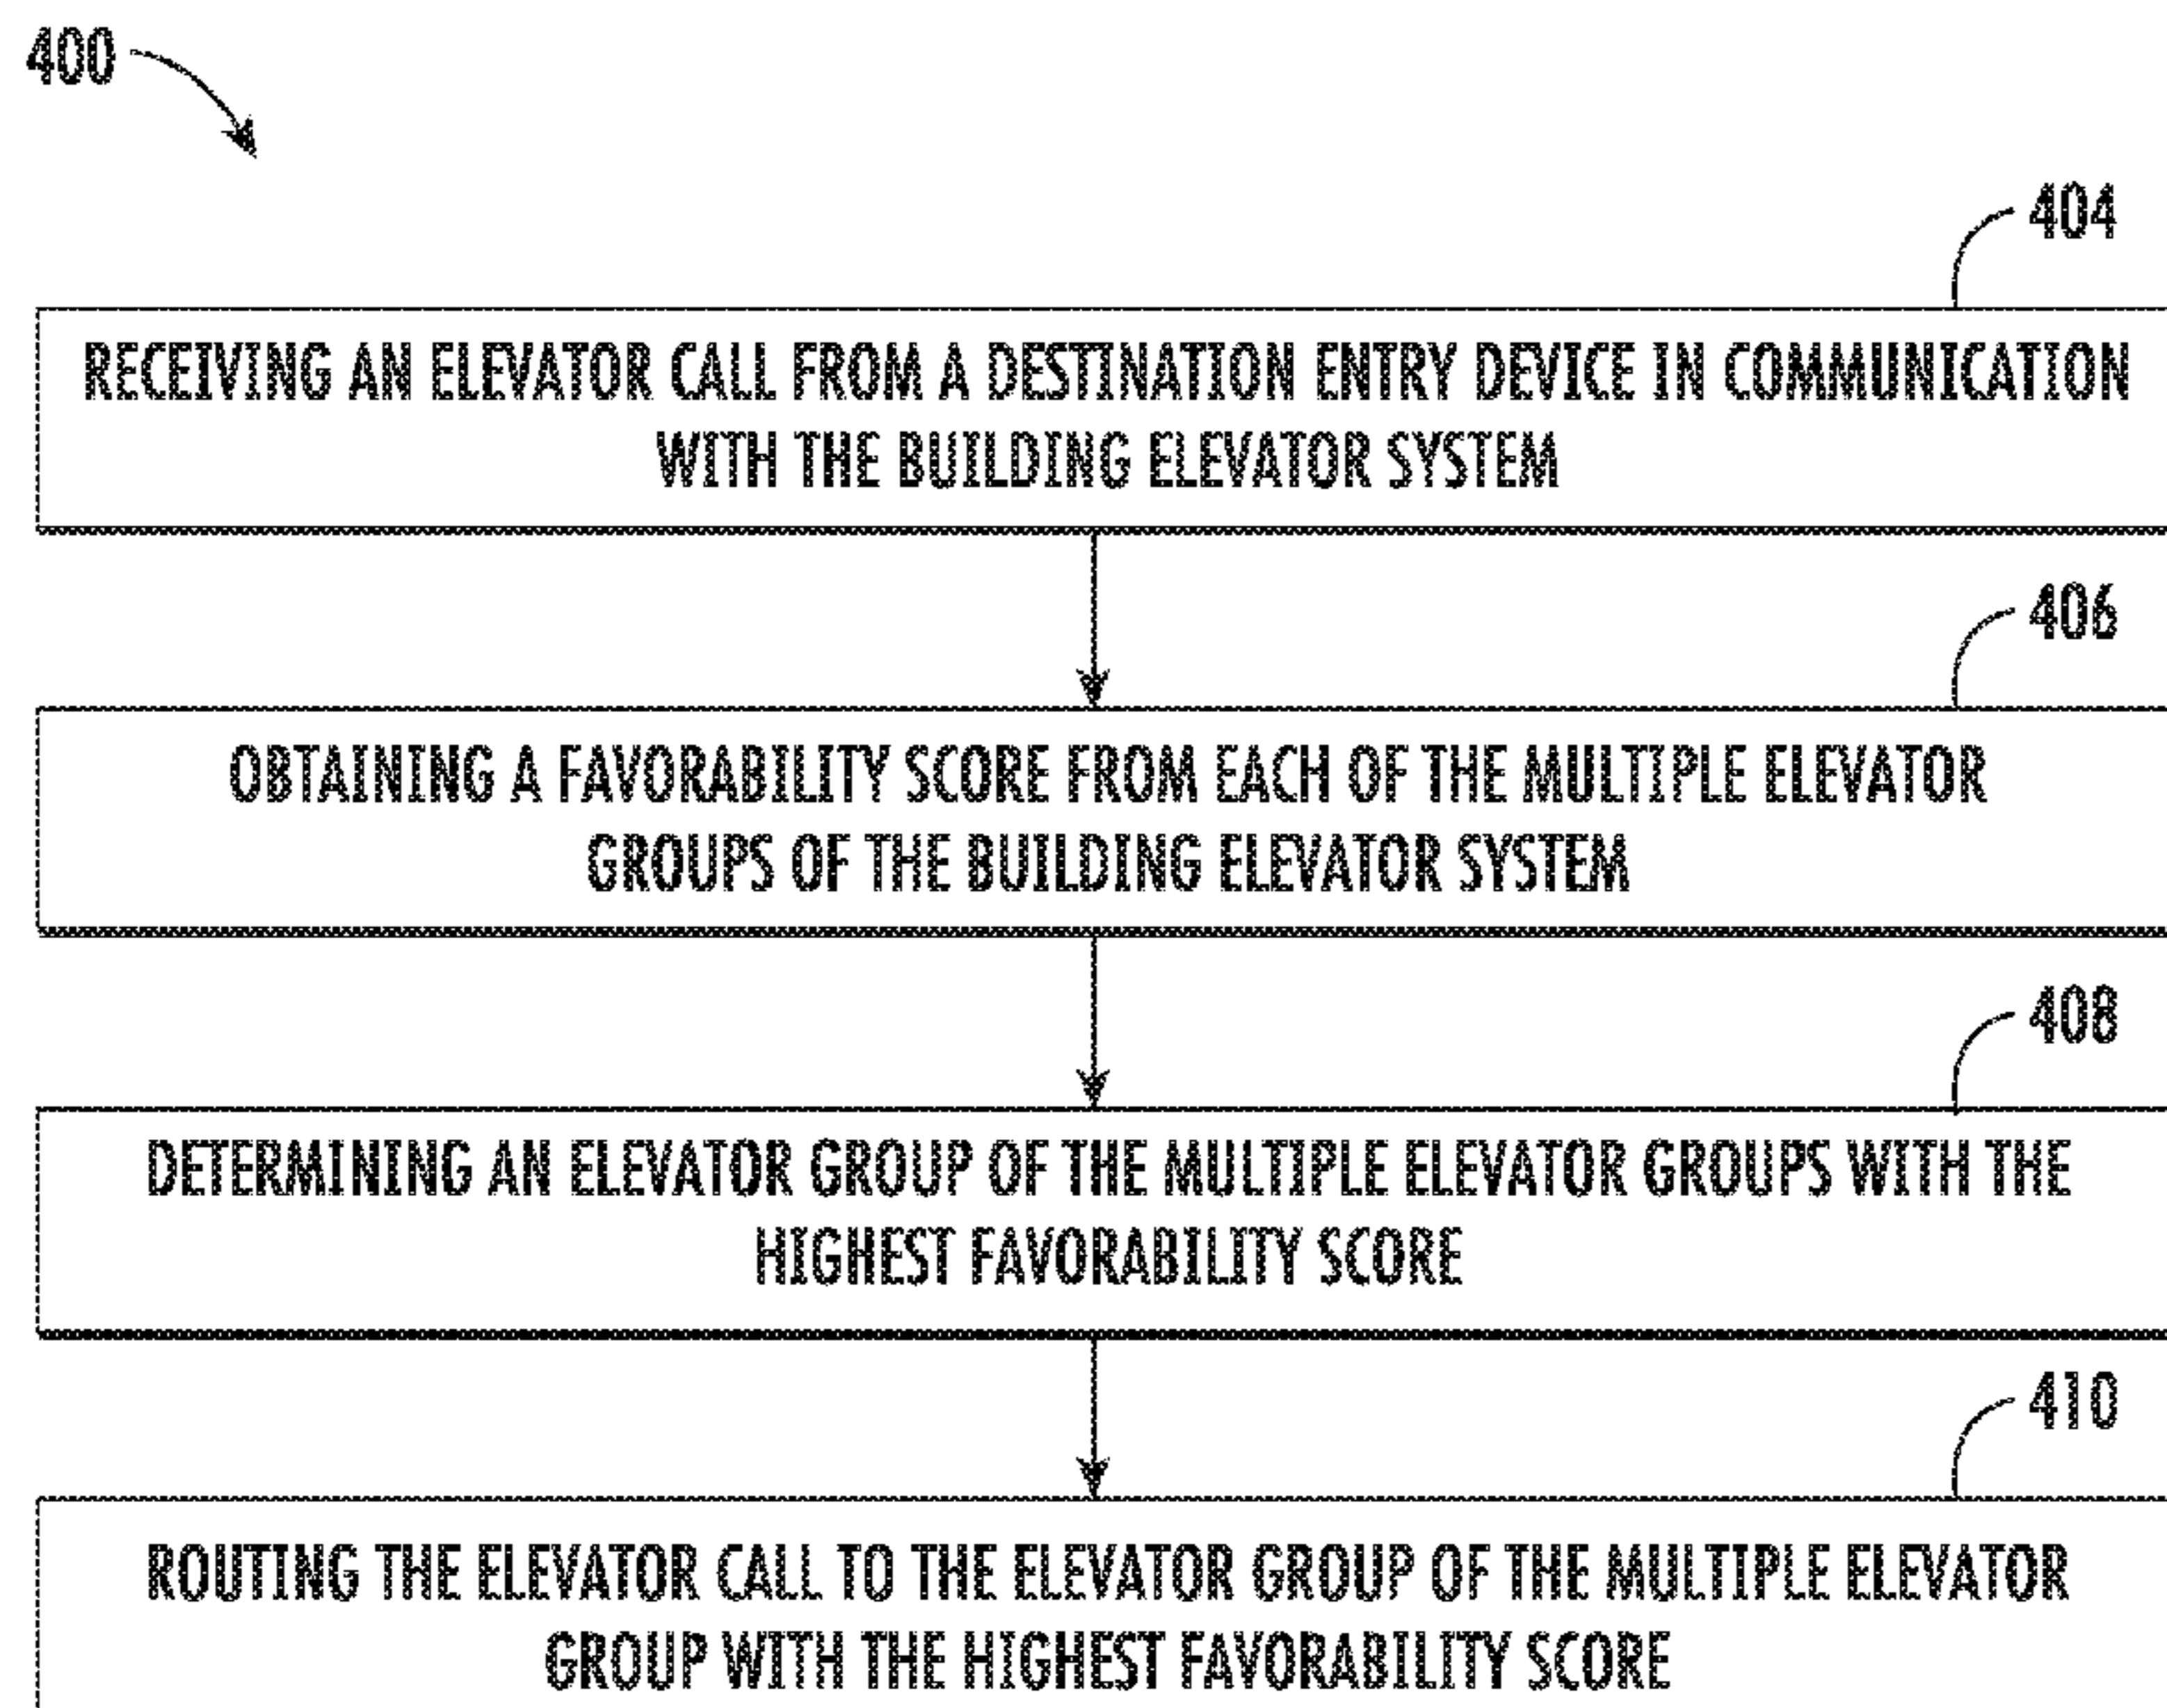 400
404
RECEIVING AN ELEVATOR CALL FROM A DESTINATION ENTRY DEVICE IN COMMUNICATION
WITH THE BUILDING ELEVATOR SYSTEM
406
OBTAINING A FAVORABILITY SCORE FROM EACH OF THE MULTIPLE ELEVATOR
GROUPS OF THE BUILDING ELEVATOR SYSTEM
408
DETERMINING AN ELEVATOR GROUP OF THE MULTIPLE ELEVATOR GROUPS WITH THE
HIGHEST FAVORABILITY SCORE
410
ROUTING THE ELEVATOR CALL TO THE ELEVATOR GROUP OF THE MULTIPLE ELEVATOR
GROUP WITH THE HIGHEST FAVORABILITY SCORE